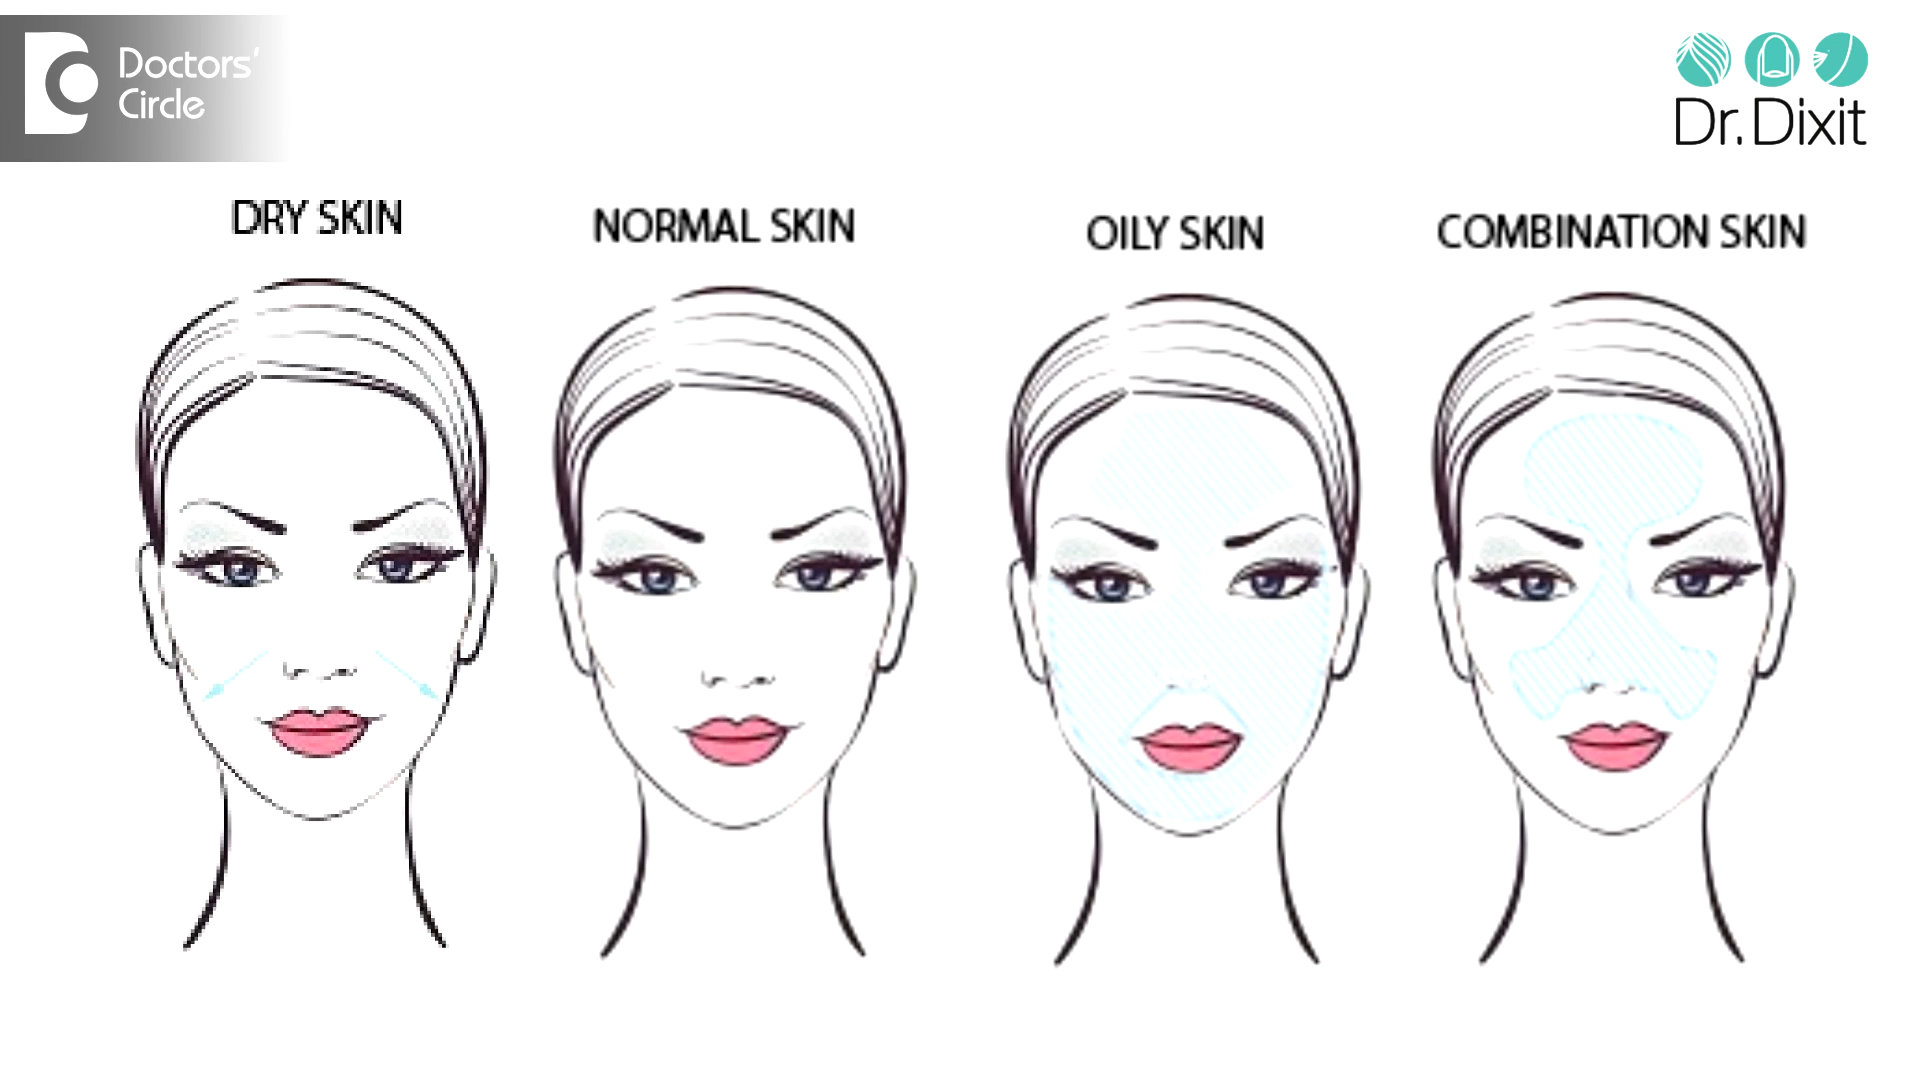 Doctors'
Circle
Dr. Dixit
DRY SKIN
NORMAL SKIN
OILY SKIN
COMBINATION SKIN